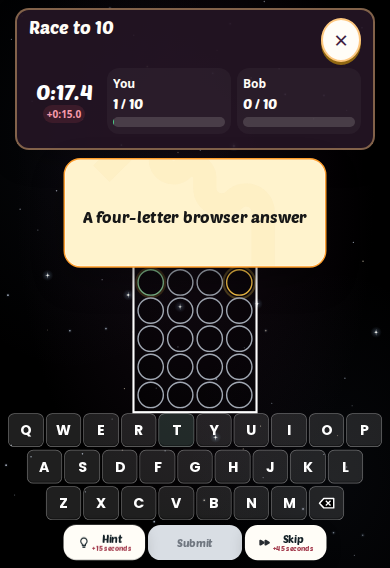 Race to 10
×
0:17.4
+0:15.0
You
1 / 10
Bob
0 / 10
A four-letter browser answer
Q W E R T Y U I O P
A S D F G H J K L
Z X C V B N M
Hint
+15 seconds
Submit
Skip
+45 seconds